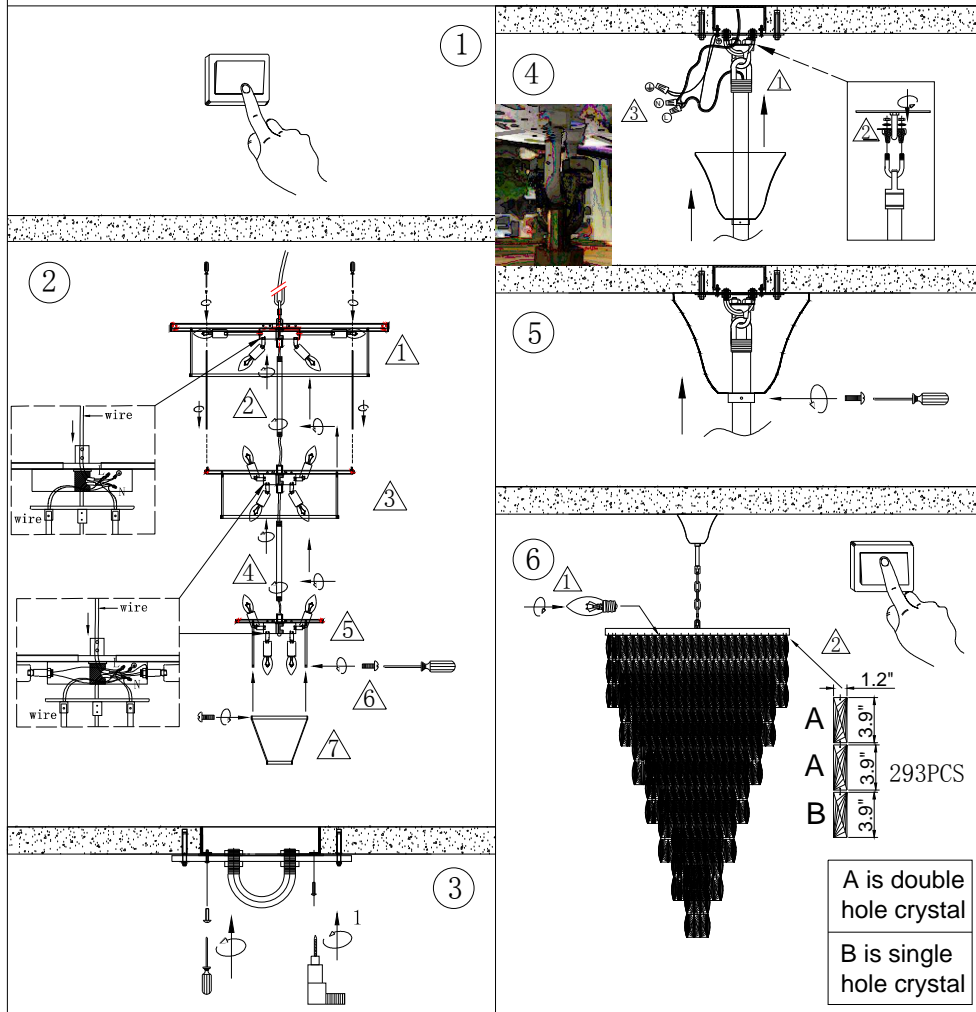 1
2
1
2
3
4
5
6
7
wire
L
N
wire
wire
N
wire
3
1
4
1
2
3
N
L
5
6
1
2
1.2"
A
3.9"
A
3.9"
293PCS
B
3.9"
A is double
hole crystal
B is single
hole crystal